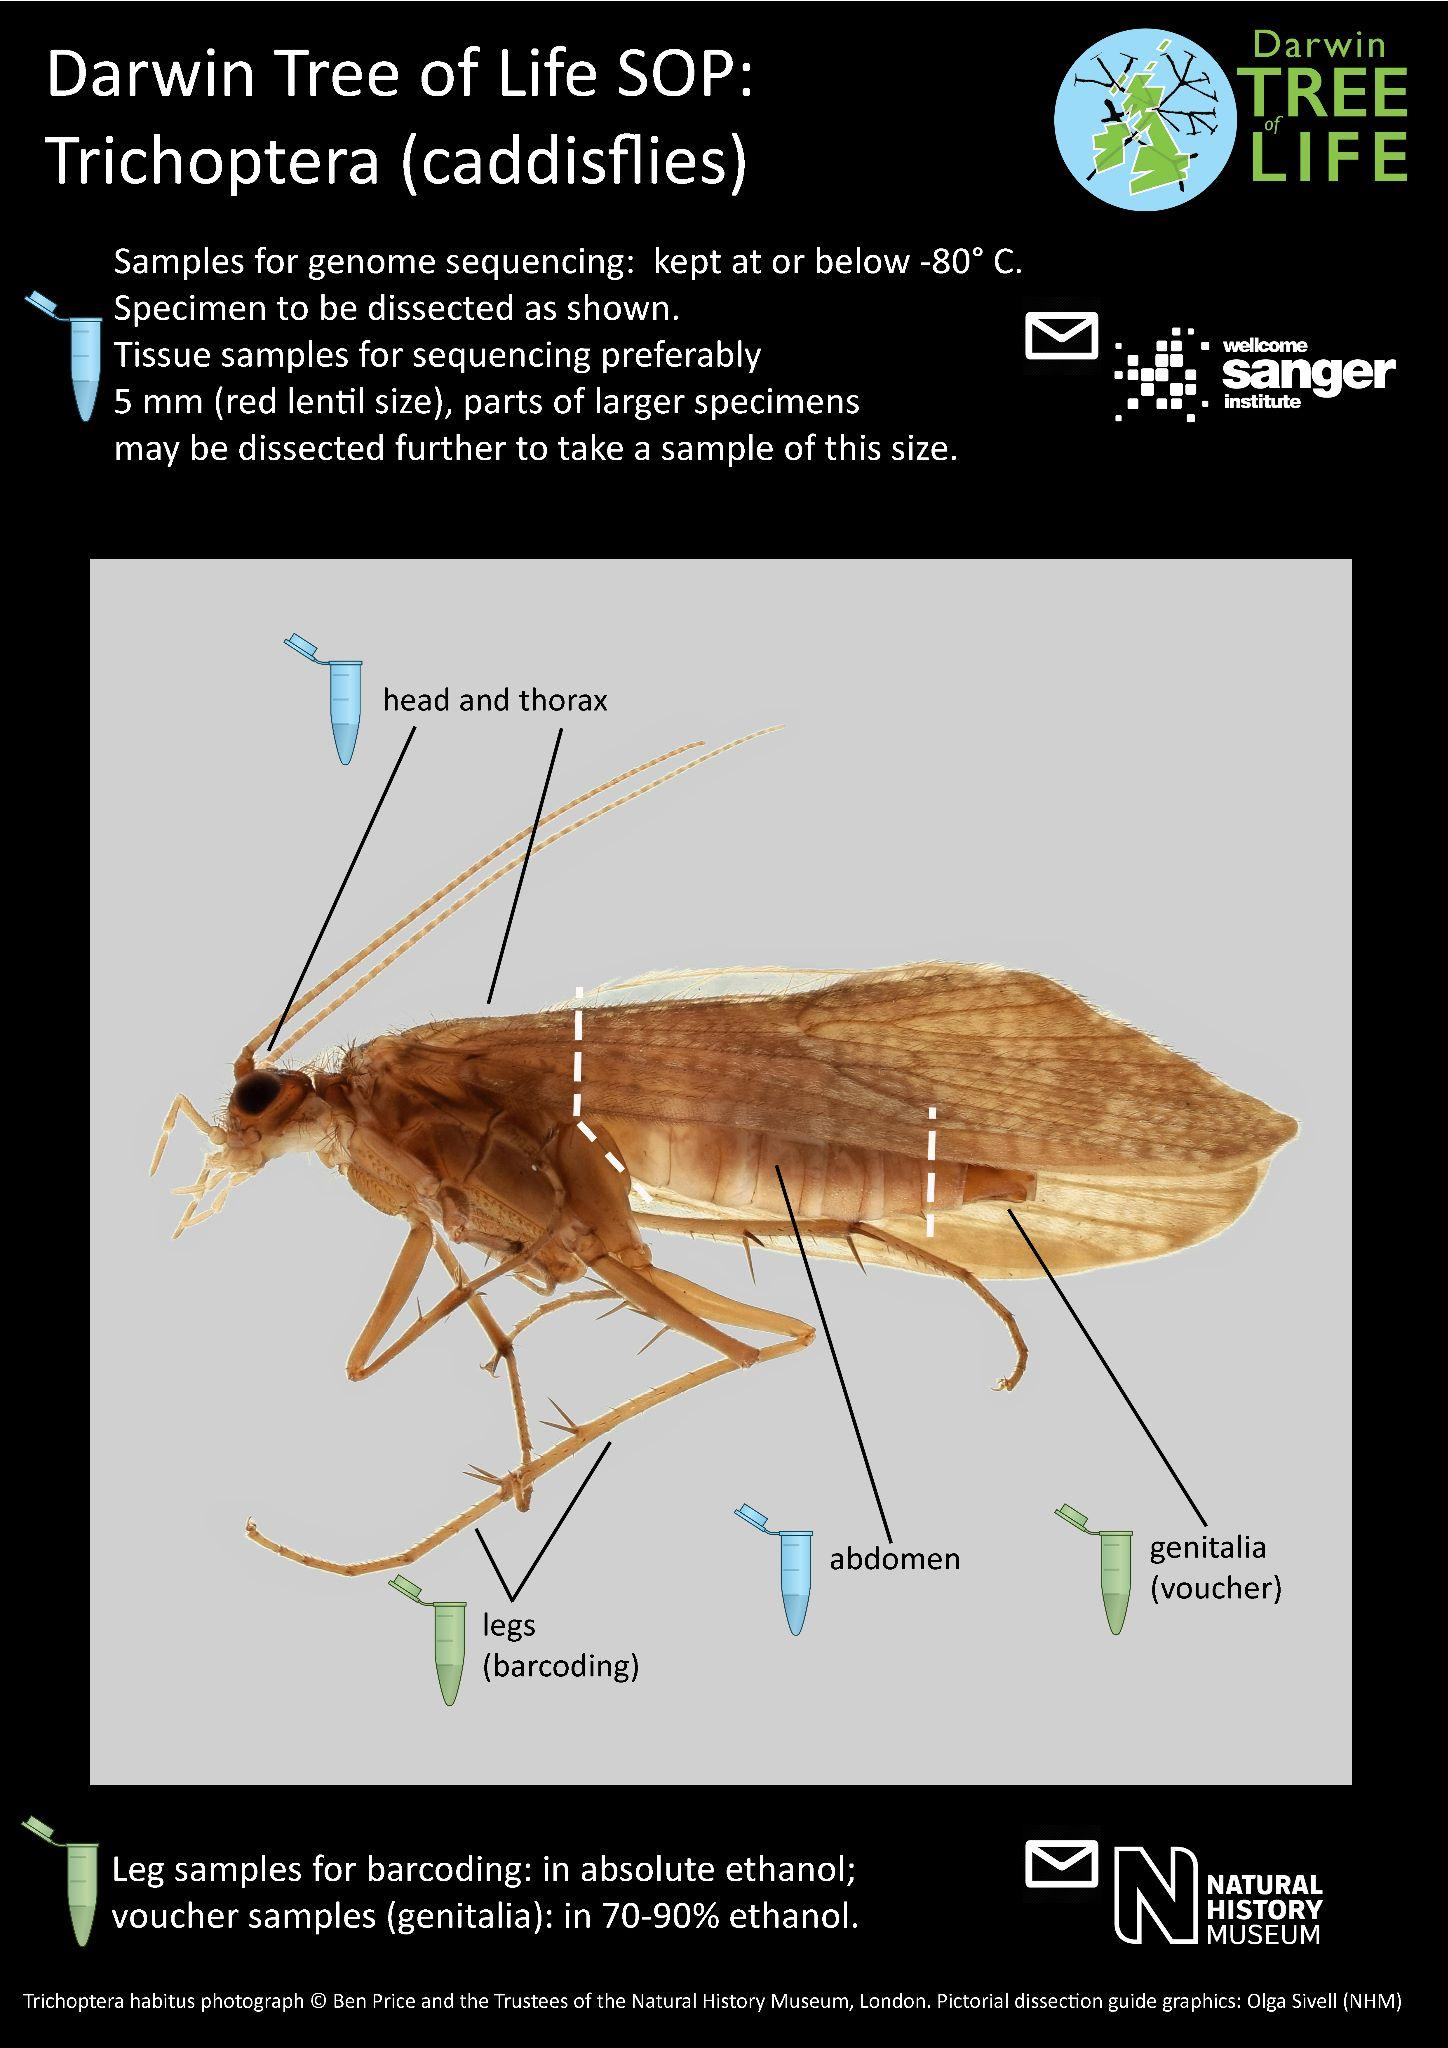 Darwin Tree of Life SOP:
Trichoptera (caddisflies)
Darwin
TREE
of
LIFE
Samples for genome sequencing:  kept at or below -80° C.
Specimen to be dissected as shown.
Tissue samples for sequencing preferably
5 mm (red lentil size), parts of larger specimens
may be dissected further to take a sample of this size.
wellcome
sanger
institute
head and thorax
abdomen
genitalia
(voucher)
legs
(barcoding)
Leg samples for barcoding: in absolute ethanol;
voucher samples (genitalia): in 70-90% ethanol.
N
NATURAL
HISTORY
MUSEUM
Trichoptera habitus photograph © Ben Price and the Trustees of the Natural History Museum, London. Pictorial dissection guide graphics: Olga Sivell (NHM)